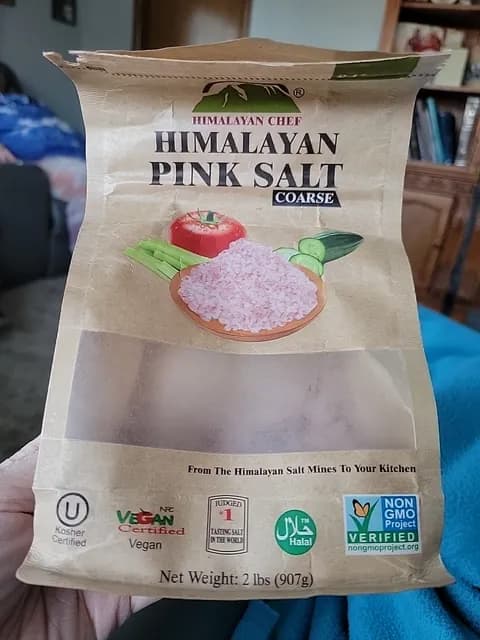 ®
HIMALAYAN CHEF
HIMALAYAN
PINK SALT
COARSE
From The Himalayan Salt Mines To Your Kitchen
U
Kosher
Certified
VEGAN
Certified
Vegan
JUDGED
#1
TASTING SALT
IN THE WORLD
حلال
TM
Halal
NON
GMO
Project
VERIFIED
nongmoproject.org
Net Weight: 2 lbs (907g)